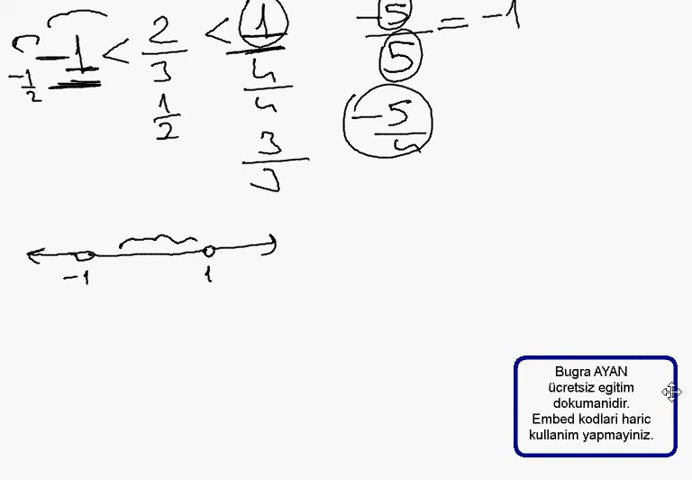 -1 < 2/3 < 1
-1/2
1/2
4/4
3/3
-5/5 = -1
-5/4
-1 1
Bugra AYAN
ücretsiz egitim
dokumanidir.
Embed kodlari haric
kullanim yapmayiniz.